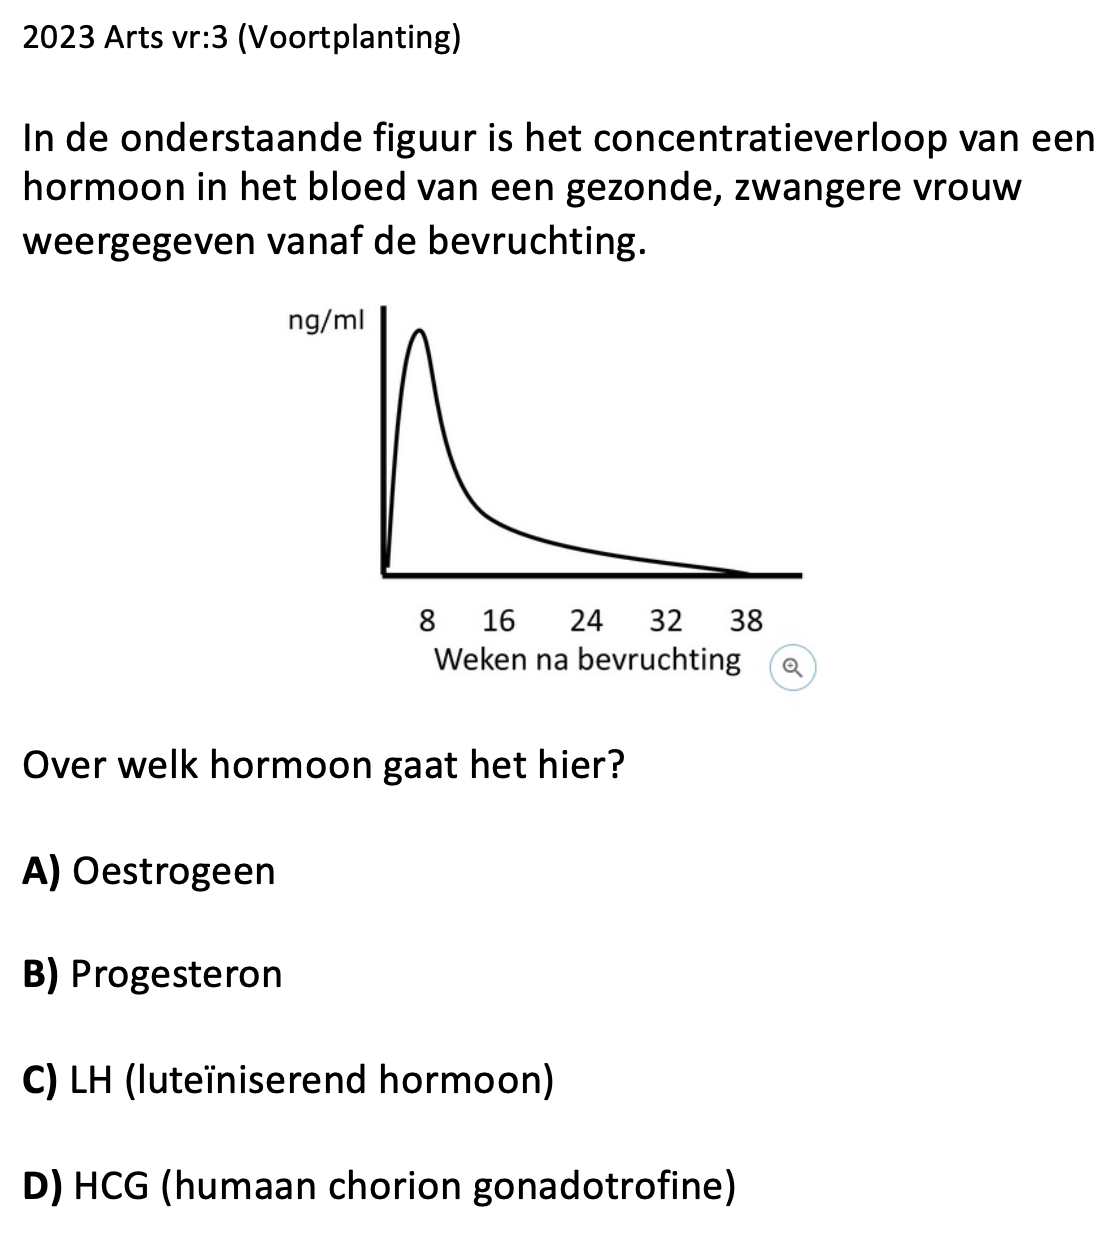 2023 Arts vr:3 (Voortplanting)
In de onderstaande figuur is het concentratieverloop van een
hormoon in het bloed van een gezonde, zwangere vrouw
weergegeven vanaf de bevruchting.
ng/ml
8 16 24 32 38
Weken na bevruchting
Over welk hormoon gaat het hier?
A) Oestrogeen
B) Progesteron
C) LH (luteïniserend hormoon)
D) HCG (humaan chorion gonadotrofine)